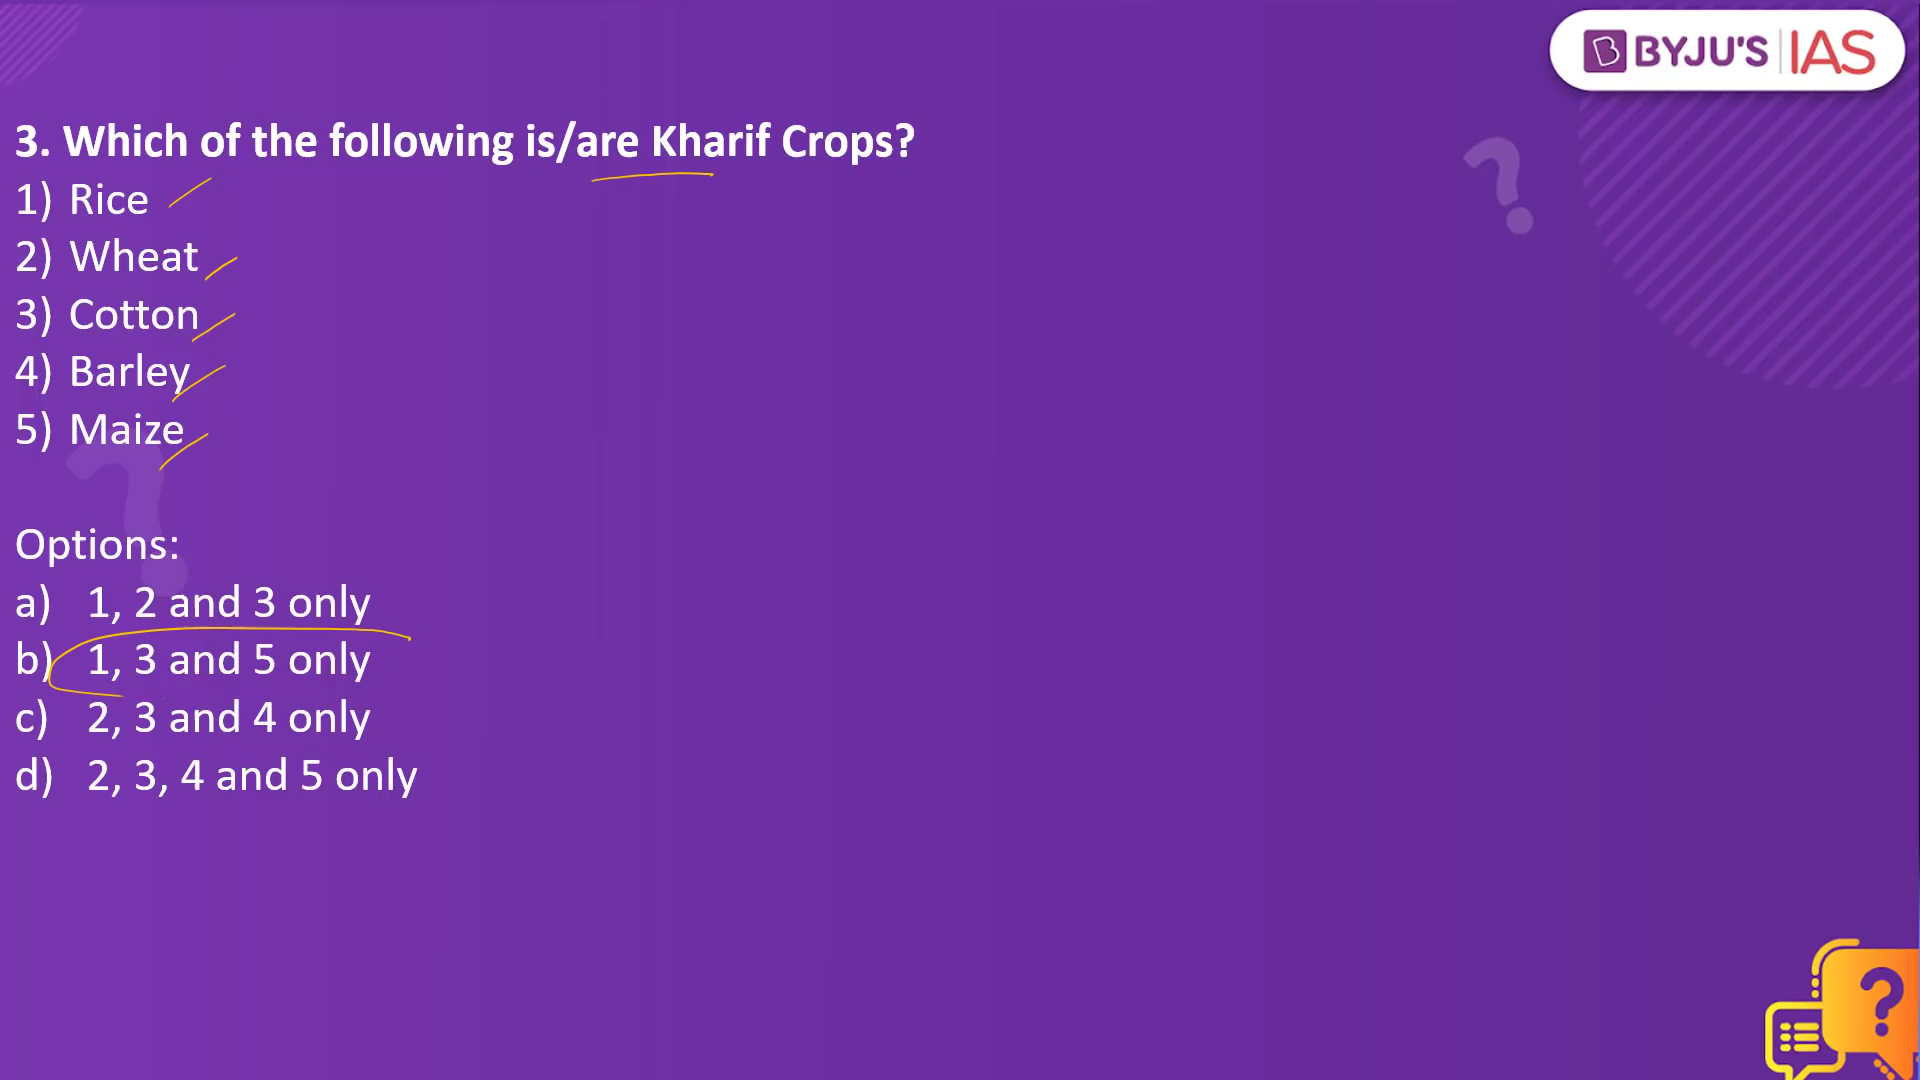 BYJU'S IAS
3. Which of the following is/are Kharif Crops?
1) Rice
2) Wheat
3) Cotton
4) Barley
5) Maize
Options:
a) 1, 2 and 3 only
b) 1, 3 and 5 only
c) 2, 3 and 4 only
d) 2, 3, 4 and 5 only